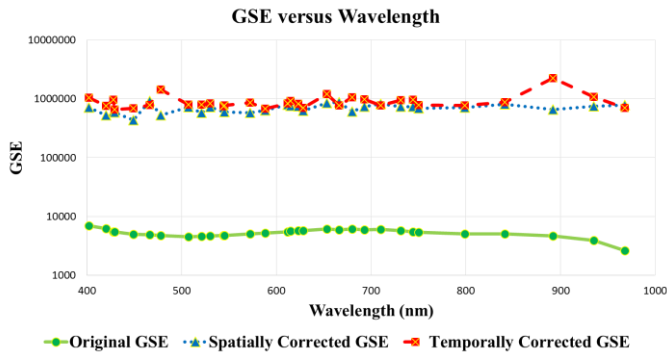 GSE versus Wavelength
10000000
1000000
100000
10000
1000
GSE
400 500 600 700 800 900 1000
Wavelength (nm)
Original GSE Spatially Corrected GSE Temporally Corrected GSE